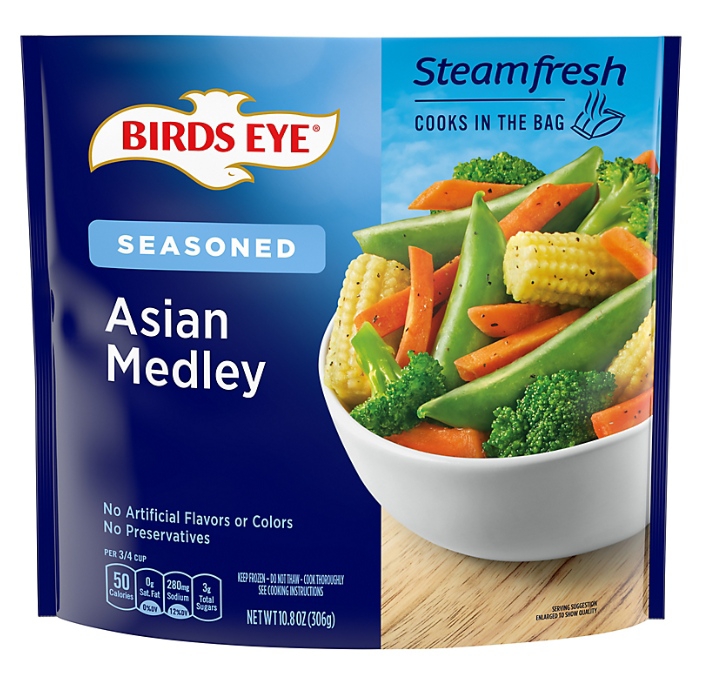 BIRDS EYE®
SEASONED
Asian
Medley
No Artificial Flavors or Colors
No Preservatives
PER 3/4 CUP
50
Calories
0g
Sat. Fat
0%DV
280mg
Sodium
12%DV
3g
Total
Sugars
KEEP FROZEN - DO NOT THAW - COOK THOROUGHLY
SEE COOKING INSTRUCTIONS
NET WT 10.8 OZ (306g)
Steamfresh
COOKS IN THE BAG
SERVING SUGGESTION
ENLARGED TO SHOW QUALITY